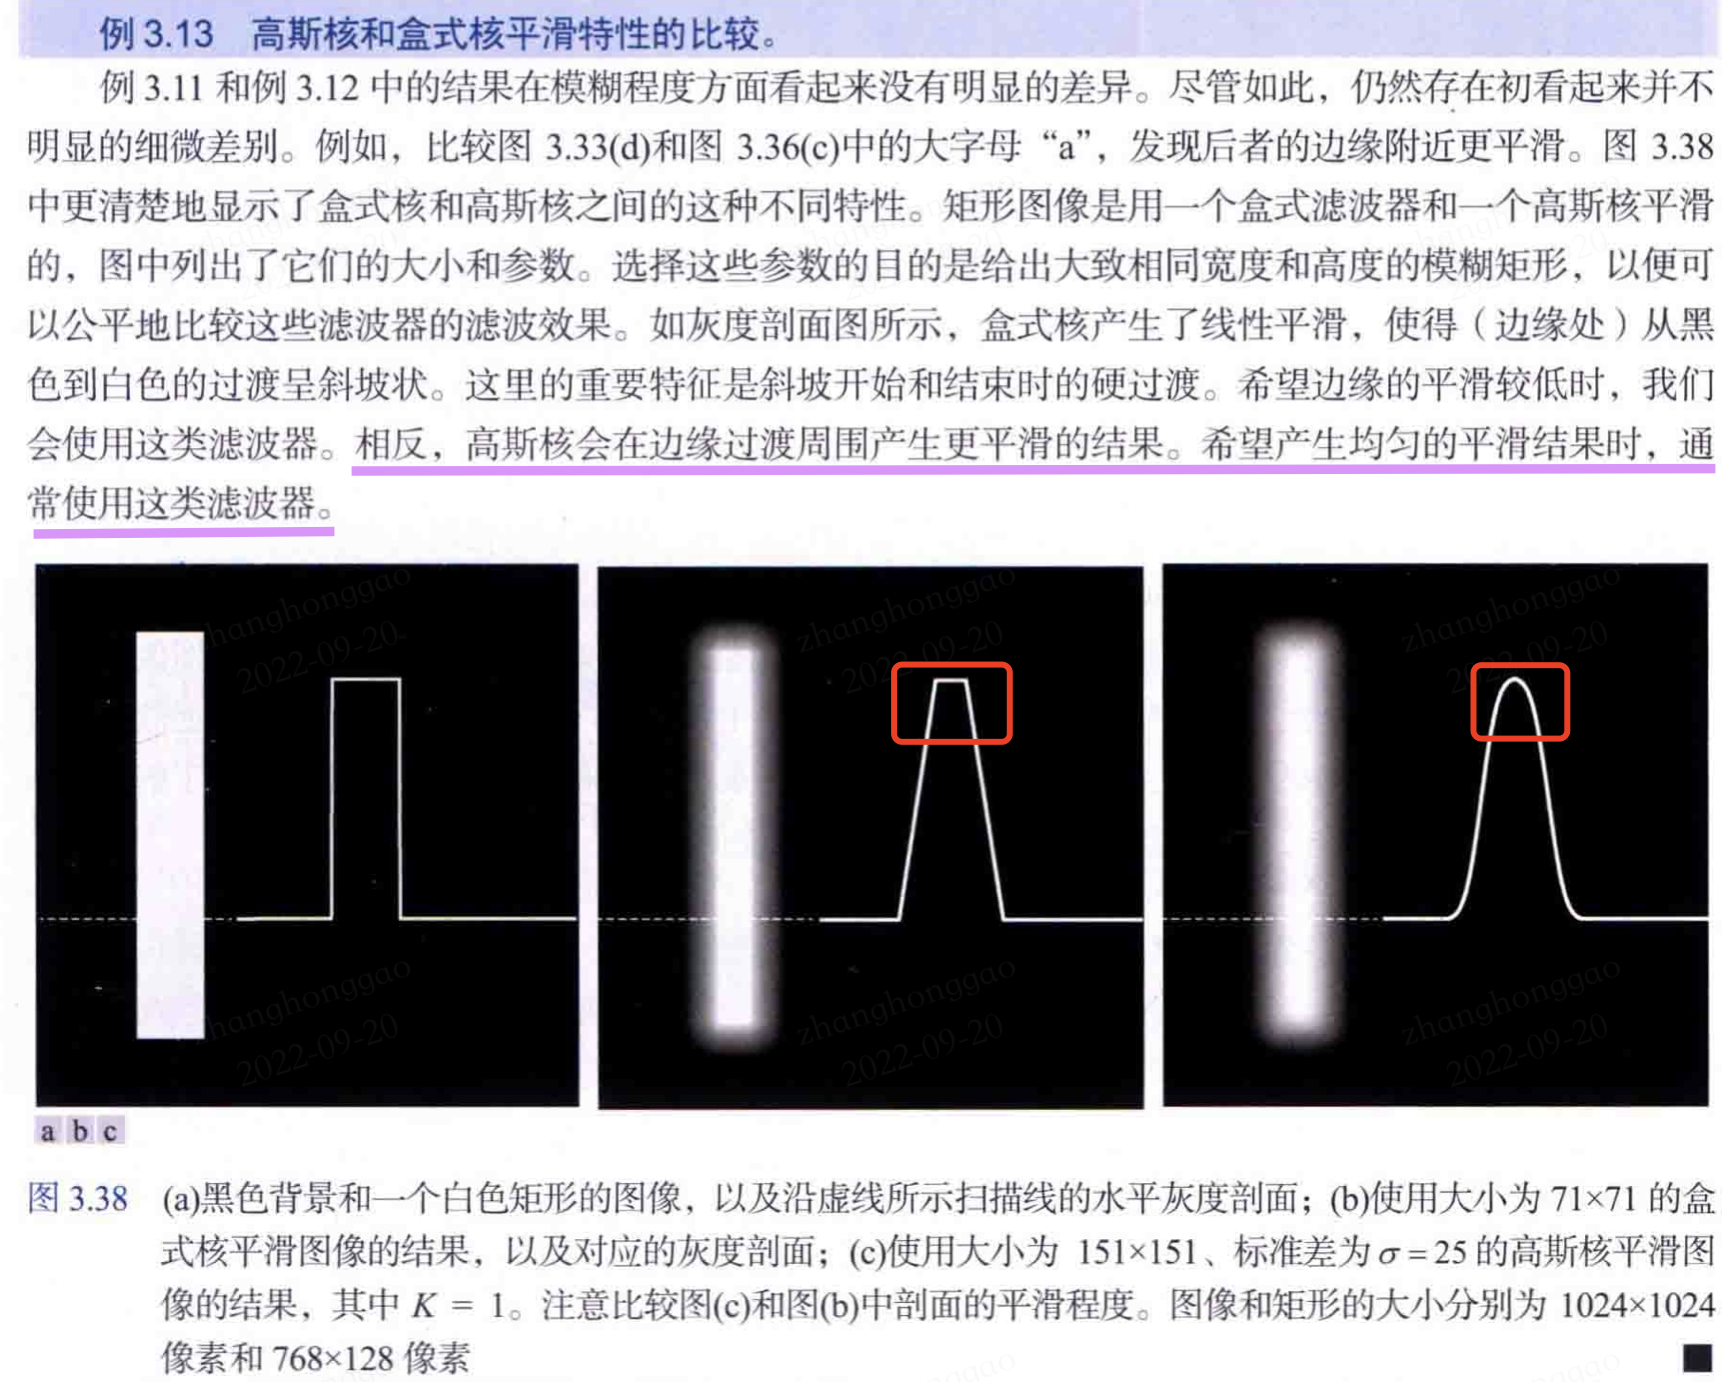 例 3.13 高斯核和盒式核平滑特性的比较。
例 3.11 和例 3.12 中的结果在模糊程度方面看起来没有明显的差异。尽管如此，仍然存在初看起来并不
明显的细微差别。例如，比较图 3.33(d)和图 3.36(c)中的大字母“a”，发现后者的边缘附近更平滑。图 3.38
中更清楚地显示了盒式核和高斯核之间的这种不同特性。矩形图像是用一个盒式滤波器和一个高斯核平滑
的，图中列出了它们的大小和参数。选择这些参数的目的是给出大致相同宽度和高度的模糊矩形，以便可
以公平地比较这些滤波器的滤波效果。如灰度剖面图所示，盒式核产生了线性平滑，使得（边缘处）从黑
色到白色的过渡呈斜坡状。这里的重要特征是斜坡开始和结束时的硬过渡。希望边缘的平滑较低时，我们
会使用这类滤波器。相反，高斯核会在边缘过渡周围产生更平滑的结果。希望产生均匀的平滑结果时，通
常使用这类滤波器。
zhanghonggao
2022-09-20
zhanghonggao
2022-09-20
zhanghonggao
2022-09-20
hanghonggao
2022-09-20
zhanghonggao
2022-09-20
zhanghonggao
2022-09-20
a b c
图 3.38 (a)黑色背景和一个白色矩形的图像，以及沿虚线所示扫描线的水平灰度剖面；(b)使用大小为 71×71 的盒
式核平滑图像的结果，以及对应的灰度剖面；(c)使用大小为 151×151、标准差为 σ = 25 的高斯核平滑图
像的结果，其中 K = 1。注意比较图(c)和图(b)中剖面的平滑程度。图像和矩形的大小分别为 1024×1024
像素和 768×128 像素